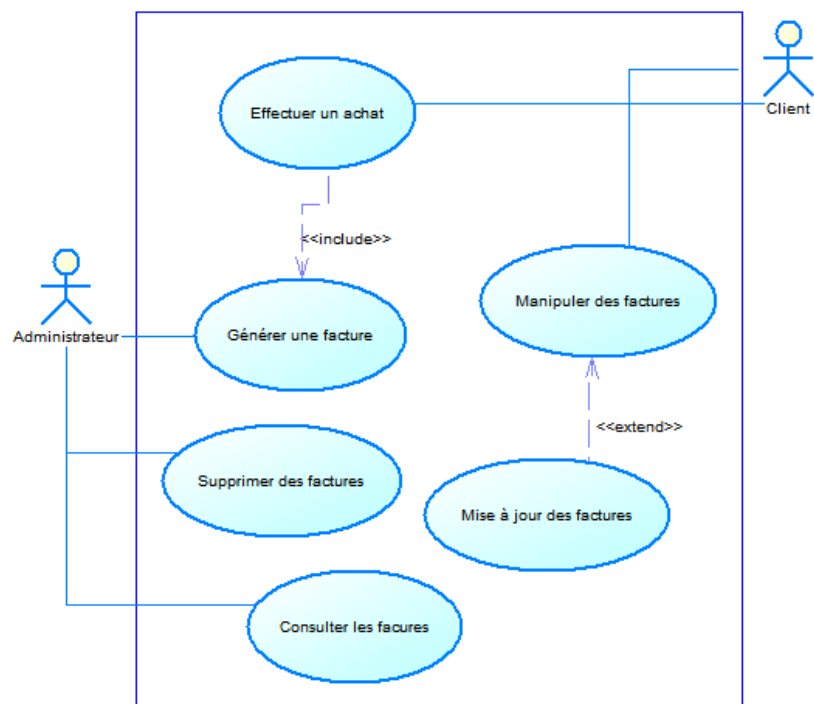 Effectuer un achat
Client
<<include>>
Manipuler des factures
Administrateur
Générer une facture
<<extend>>
Supprimer des factures
Mise à jour des factures
Consulter les facures